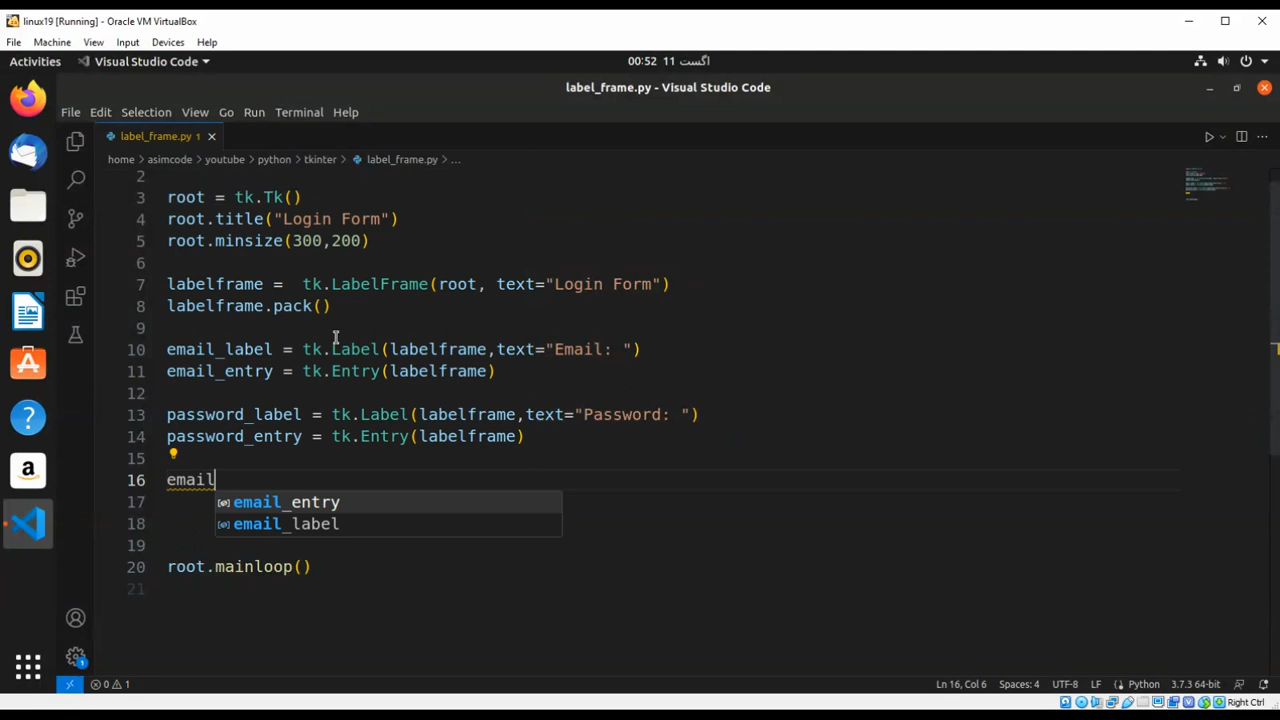 linux19 [Running] - Oracle VM VirtualBox
File Machine View Input Devices Help
Activities Visual Studio Code 00:52 11 اگست
label_frame.py - Visual Studio Code
File Edit Selection View Go Run Terminal Help
label_frame.py 1
home asimcode youtube python tkinter label_frame.py ...
2
3 root = tk.Tk()
4 root.title("Login Form")
5 root.minsize(300,200)
6
7 labelframe =  tk.LabelFrame(root, text="Login Form")
8 labelframe.pack()
9
10 email_label = tk.Label(labelframe,text="Email: ")
11 email_entry = tk.Entry(labelframe)
12
13 password_label = tk.Label(labelframe,text="Password: ")
14 password_entry = tk.Entry(labelframe)
15
16 email
17 email_entry
18 email_label
19
20 root.mainloop()
21
0 1 Ln 16, Col 6 Spaces: 4 UTF-8 LF Python 3.7.3 64-bit
Right Ctrl